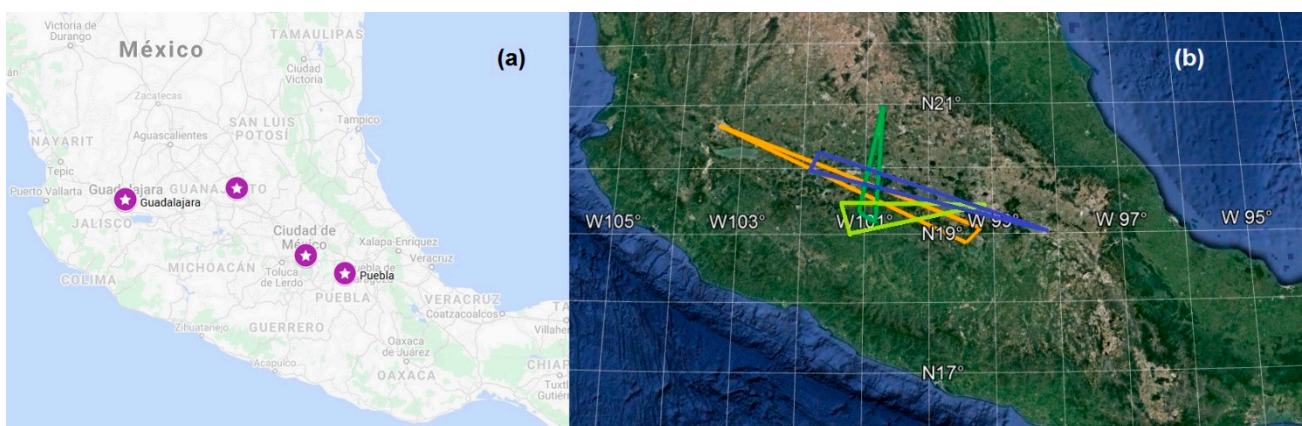 Victoria de
Durango
México
TAMAULIPAS
(a)
Ciudad
Victoria
Zacatecas
SAN LUIS
POTOSÍ
Tampico
Aguascalientes
NAYARIT
Tepic
Puerto Vallarta
Guadalajara
GUANAJUATO
Guadalajara
JALISCO
Ciudad de
México
Xalapa-Enríquez
Veracruz
MICHOACÁN
Toluca
de Lerdo
Puebla
COLIMA
PUEBLA
VERACRUZ
Coatzacoalcos
Zihuatanejo
GUERRERO
Oaxaca
de Juárez
Acapulco
OAXACA
(b)
N21°
W105°
W103°
W101°
N19°
W 97°
W 95°
N17°